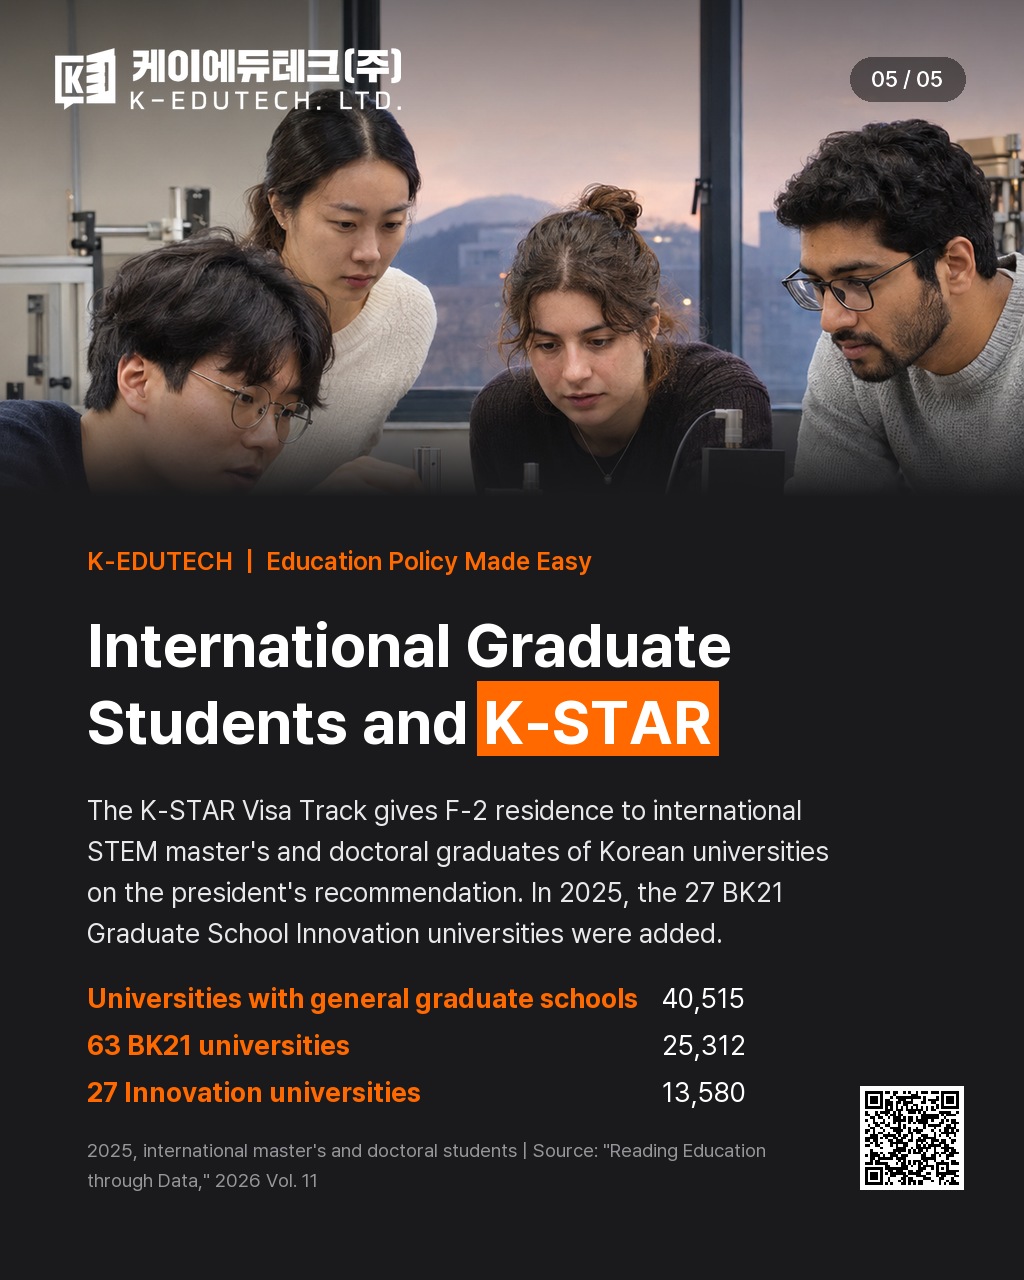 케이에듀테크(주)
K-EDUTECH. LTD.
05 / 05
K-EDUTECH | Education Policy Made Easy
International Graduate
Students and K-STAR
The K-STAR Visa Track gives F-2 residence to international
STEM master's and doctoral graduates of Korean universities
on the president's recommendation. In 2025, the 27 BK21
Graduate School Innovation universities were added.
Universities with general graduate schools 40,515
63 BK21 universities 25,312
27 Innovation universities 13,580
2025, international master's and doctoral students | Source: "Reading Education
through Data," 2026 Vol. 11